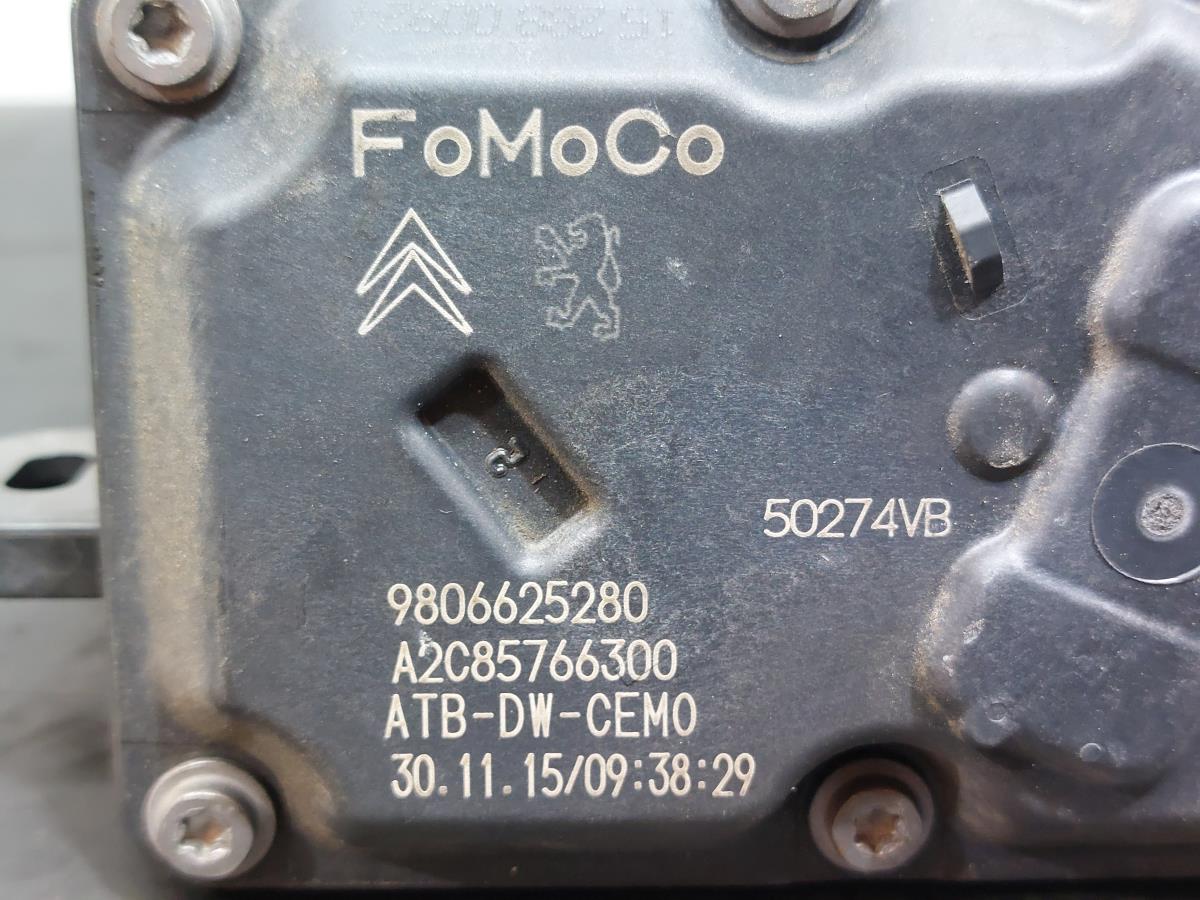 FoMoCo
50274VB
9806625280
A2C85766300
ATB-DW-CEM0
30.11.15/09:38:29